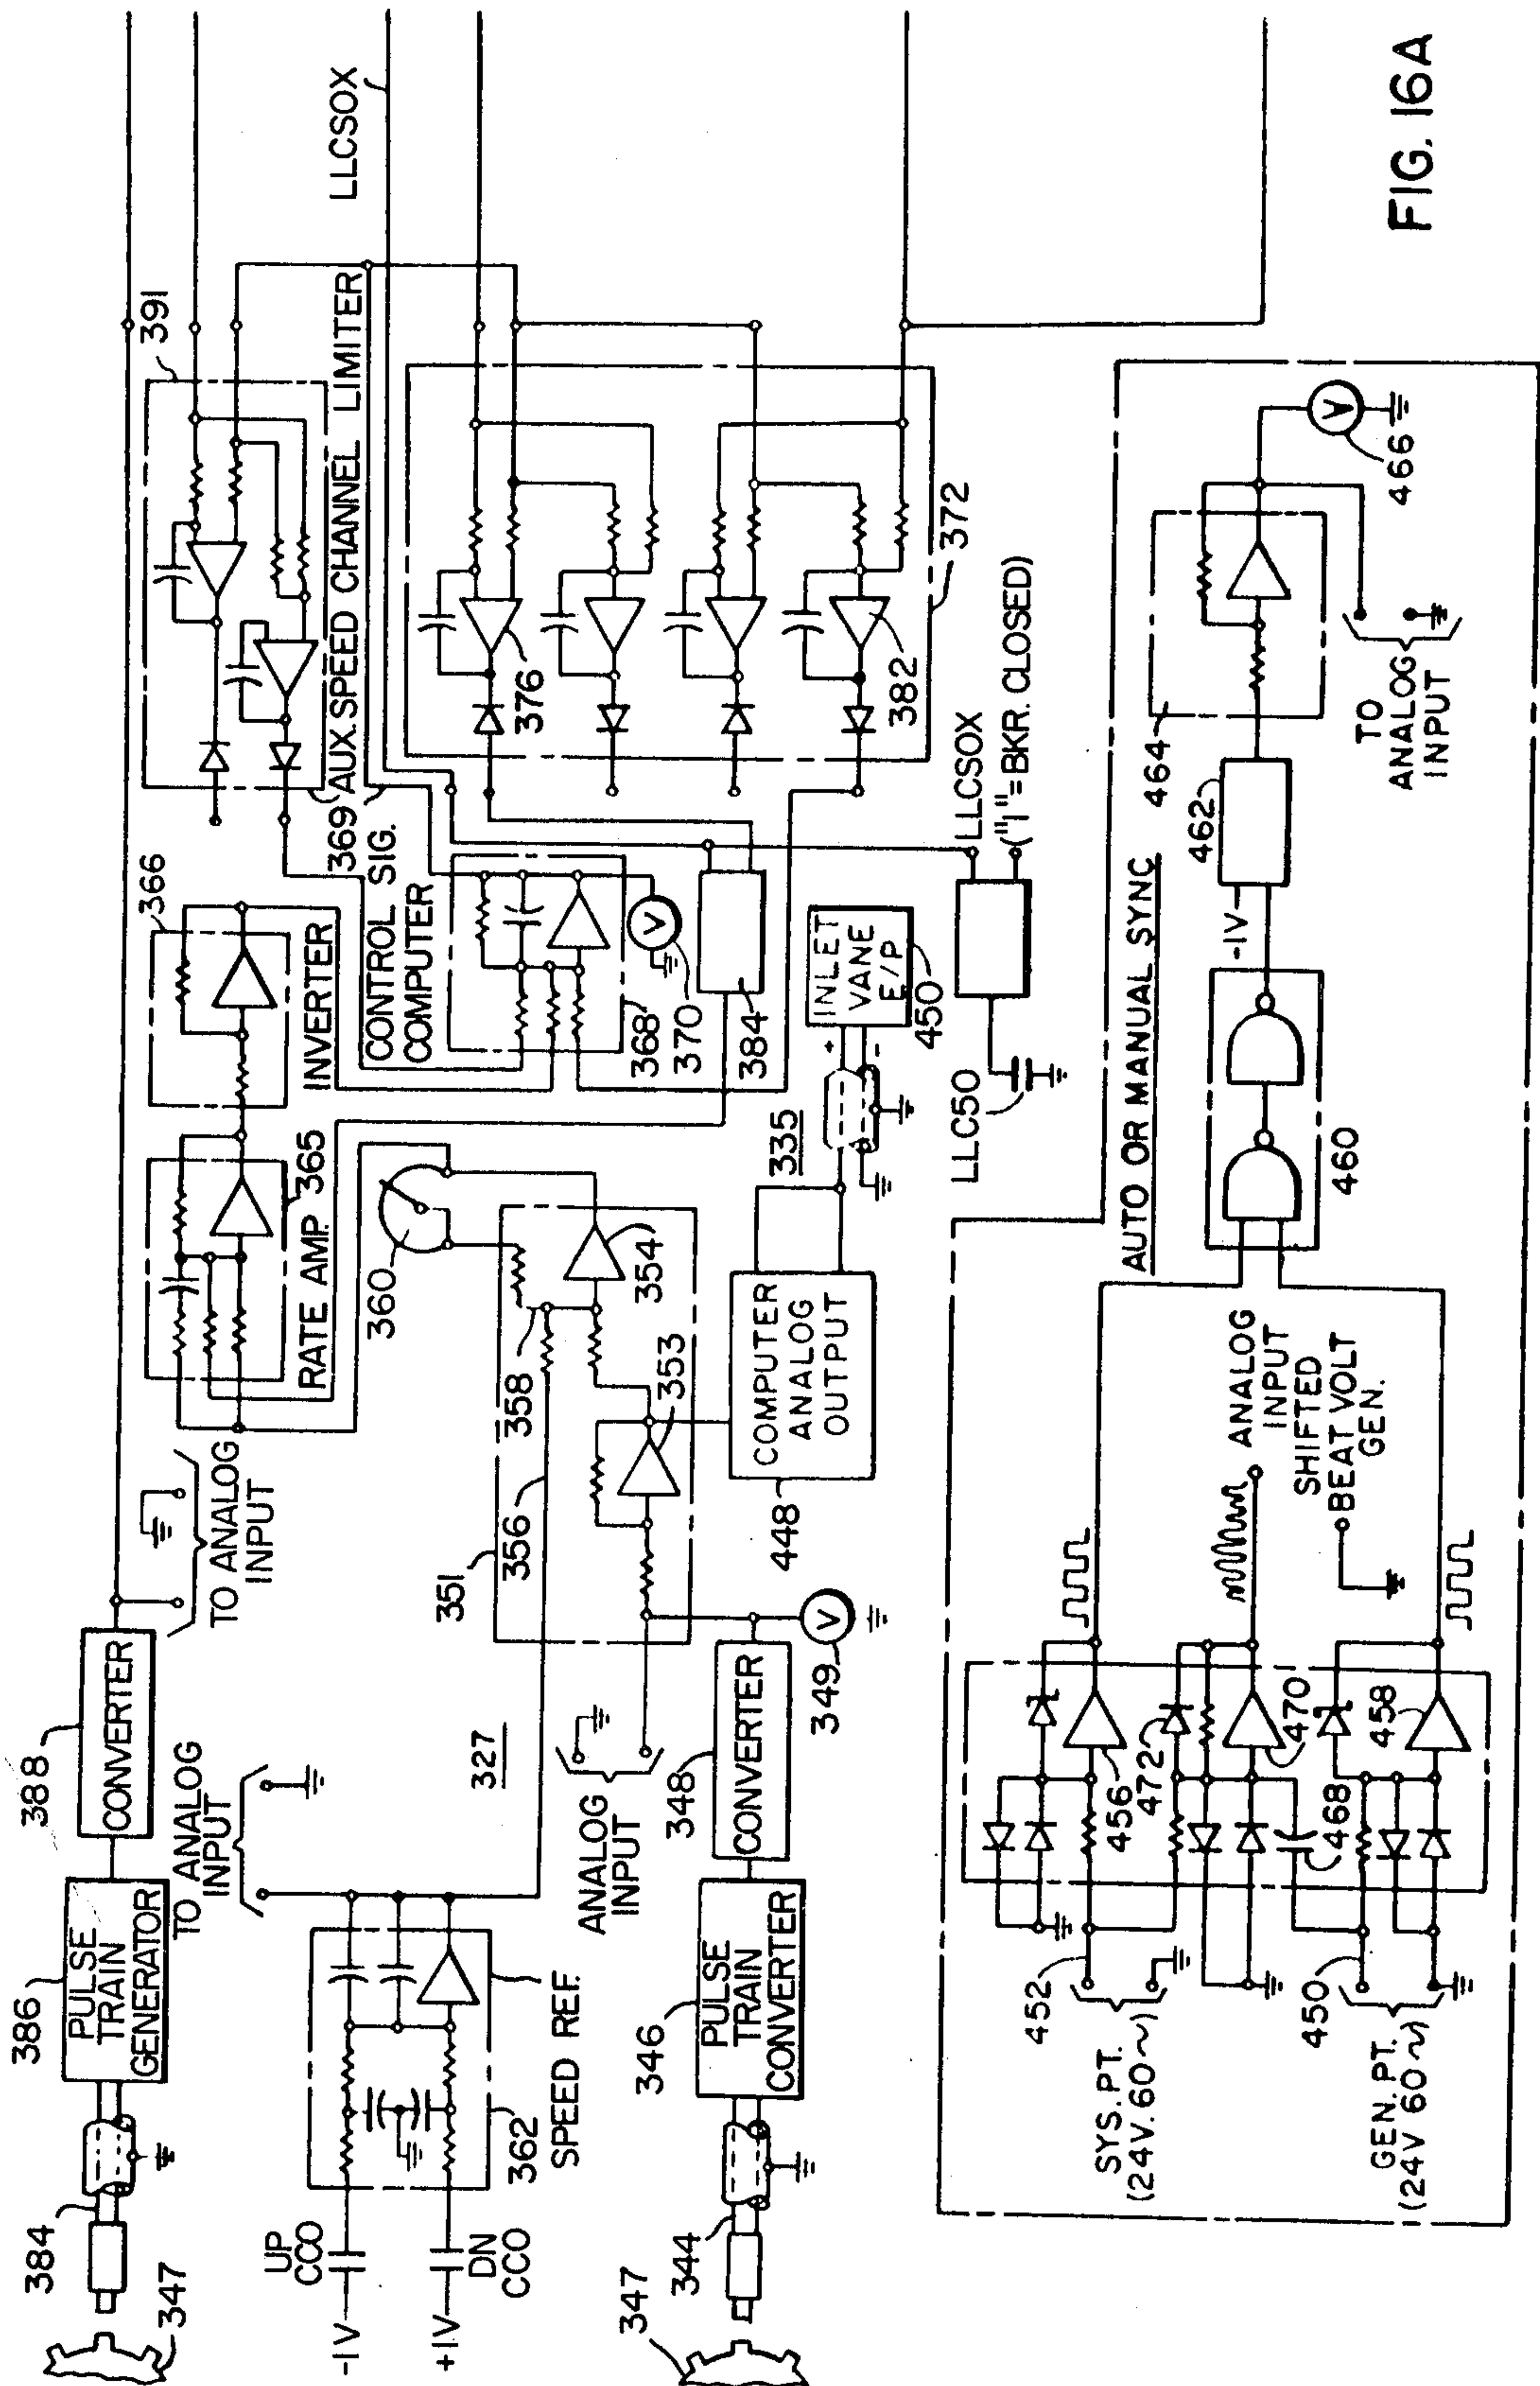 386
PULSE
TRAIN
GENERATOR
388
CONVERTER
384
347
TO ANALOG
INPUT
TO ANALOG
INPUT
UP
CCO
-1V
+1V
DN
CCO
362
SPEED REF.
346
PULSE
TRAIN
CONVERTER
344
347
348
CONVERTER
349
V
ANALOG
INPUT
327
351
356
358
353
354
360
RATE AMP.
365
366
INVERTER
CONTROL SIG.
COMPUTER
368
370
V
369
AUX. SPEED CHANNEL LIMITER
391
LLCSOX
376
382
372
384
COMPUTER
ANALOG
OUTPUT
448
335
+
-
INLET
VANE
E/P
450
LLC50
LLCSOX
("1"=BKR. CLOSED)
AUTO OR MANUAL SYNC
SYS. PT.
(24V. 60~)
452
GEN. PT.
(24V 60~)
450
456
472
470
468
458
ANALOG
INPUT
SHIFTED
BEAT VOLT
GEN.
460
-1V
462
464
V
466
TO
ANALOG
INPUT
FIG. 16A